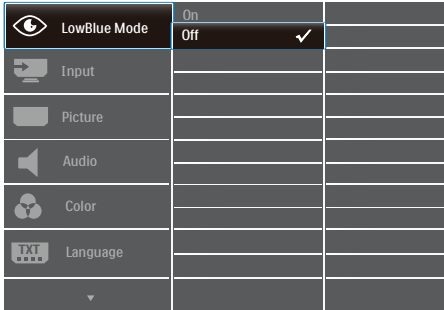 LowBlue Mode
On
Off
Input
Picture
Audio
Color
TXT
Language